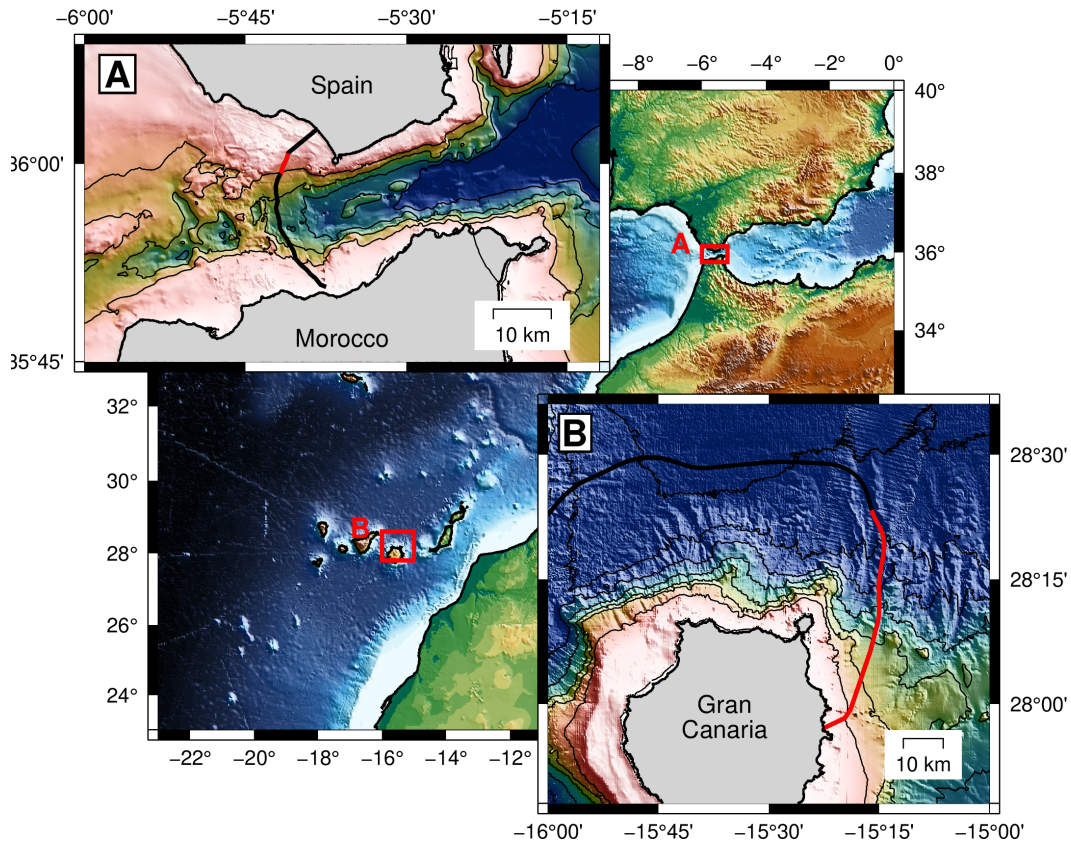 −6°00' −5°45' −5°30' −5°15'
A
Spain
36°00'
Morocco
10 km
35°45'
−8° −6° −4° −2° 0°
40°
38°
36°
34°
A
32°
30°
28°
26°
24°
B
−22° −20° −18° −16° −14° −12°
B
28°30'
28°15'
28°00'
Gran
Canaria
10 km
−16°00' −15°45' −15°30' −15°15' −15°00'